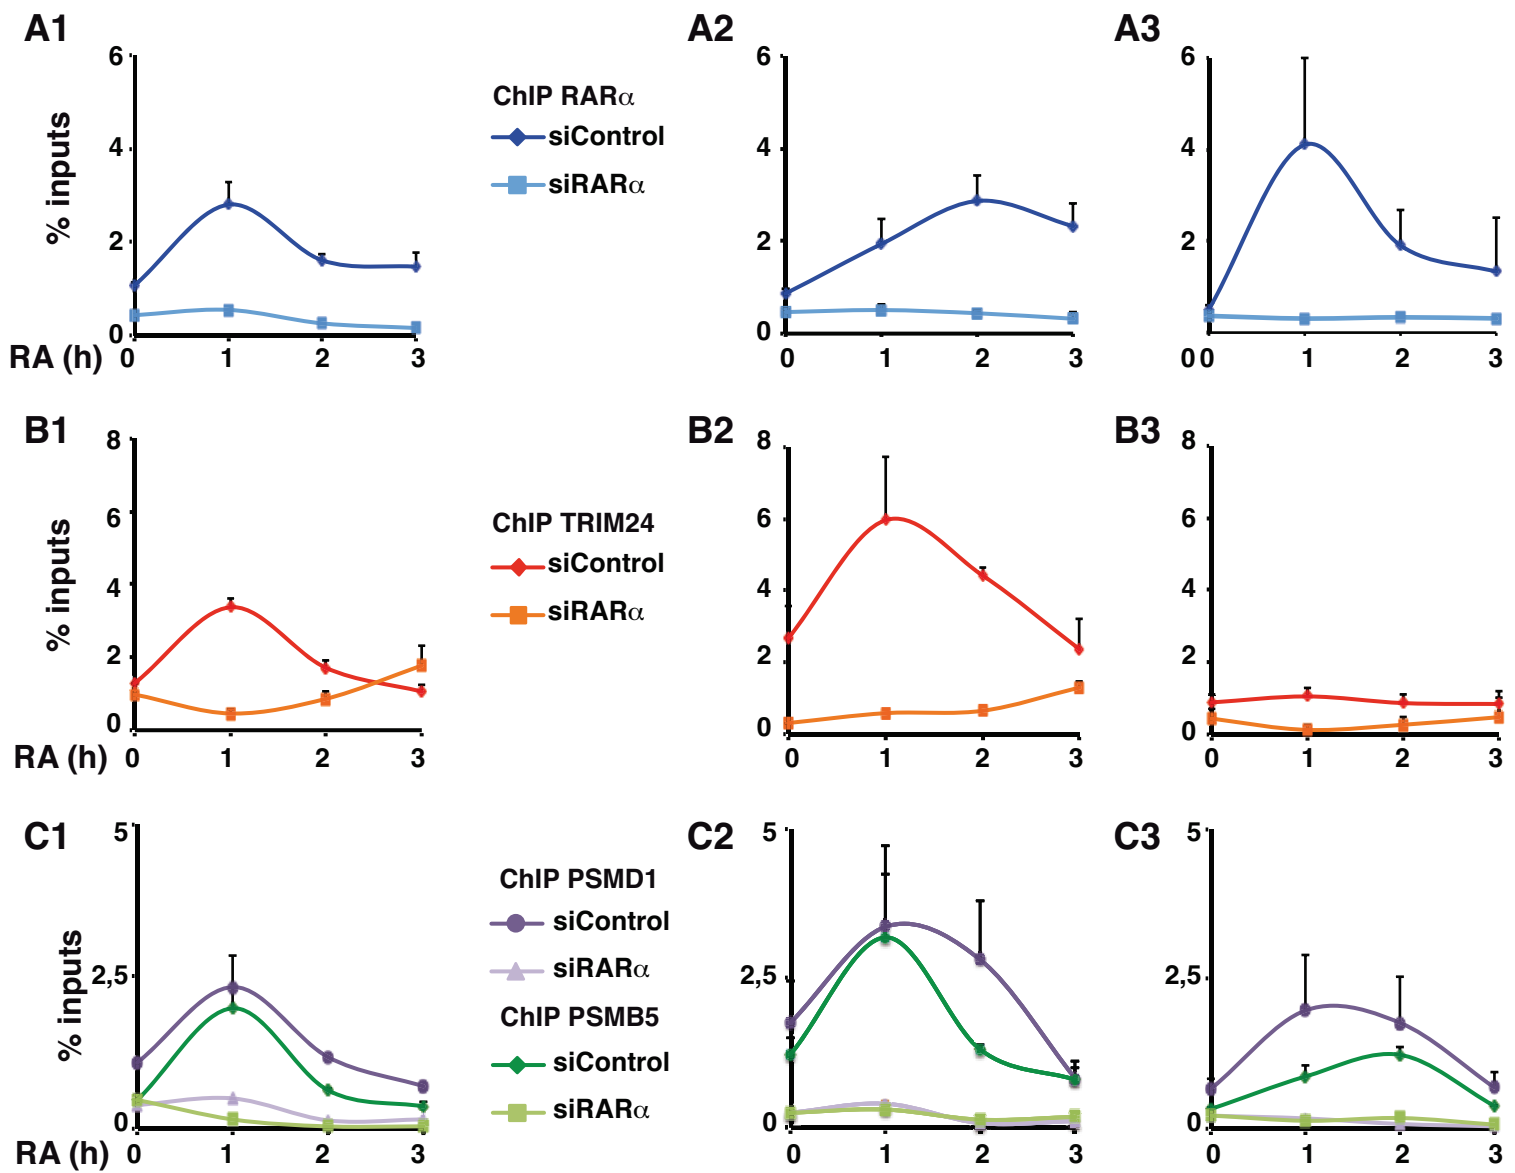 A1
A2
A3
6
4
2
0
% inputs
RA (h) 0 1 2 3
ChIP RARα
siControl
siRARα
6
4
2
0
0 1 2 3
6
4
2
0 0 1 2 3
B1
B2
B3
8
6
4
2
0
% inputs
RA (h) 0 1 2 3
ChIP TRIM24
siControl
siRARα
8
6
4
2
0
0 1 2 3
8
6
4
2
0
0 1 2 3
C1
C2
C3
5
2,5
0
% inputs
RA (h) 0 1 2 3
ChIP PSMD1
siControl
siRARα
ChIP PSMB5
siControl
siRARα
5
2,5
0
0 1 2 3
5
2,5
0
0 1 2 3